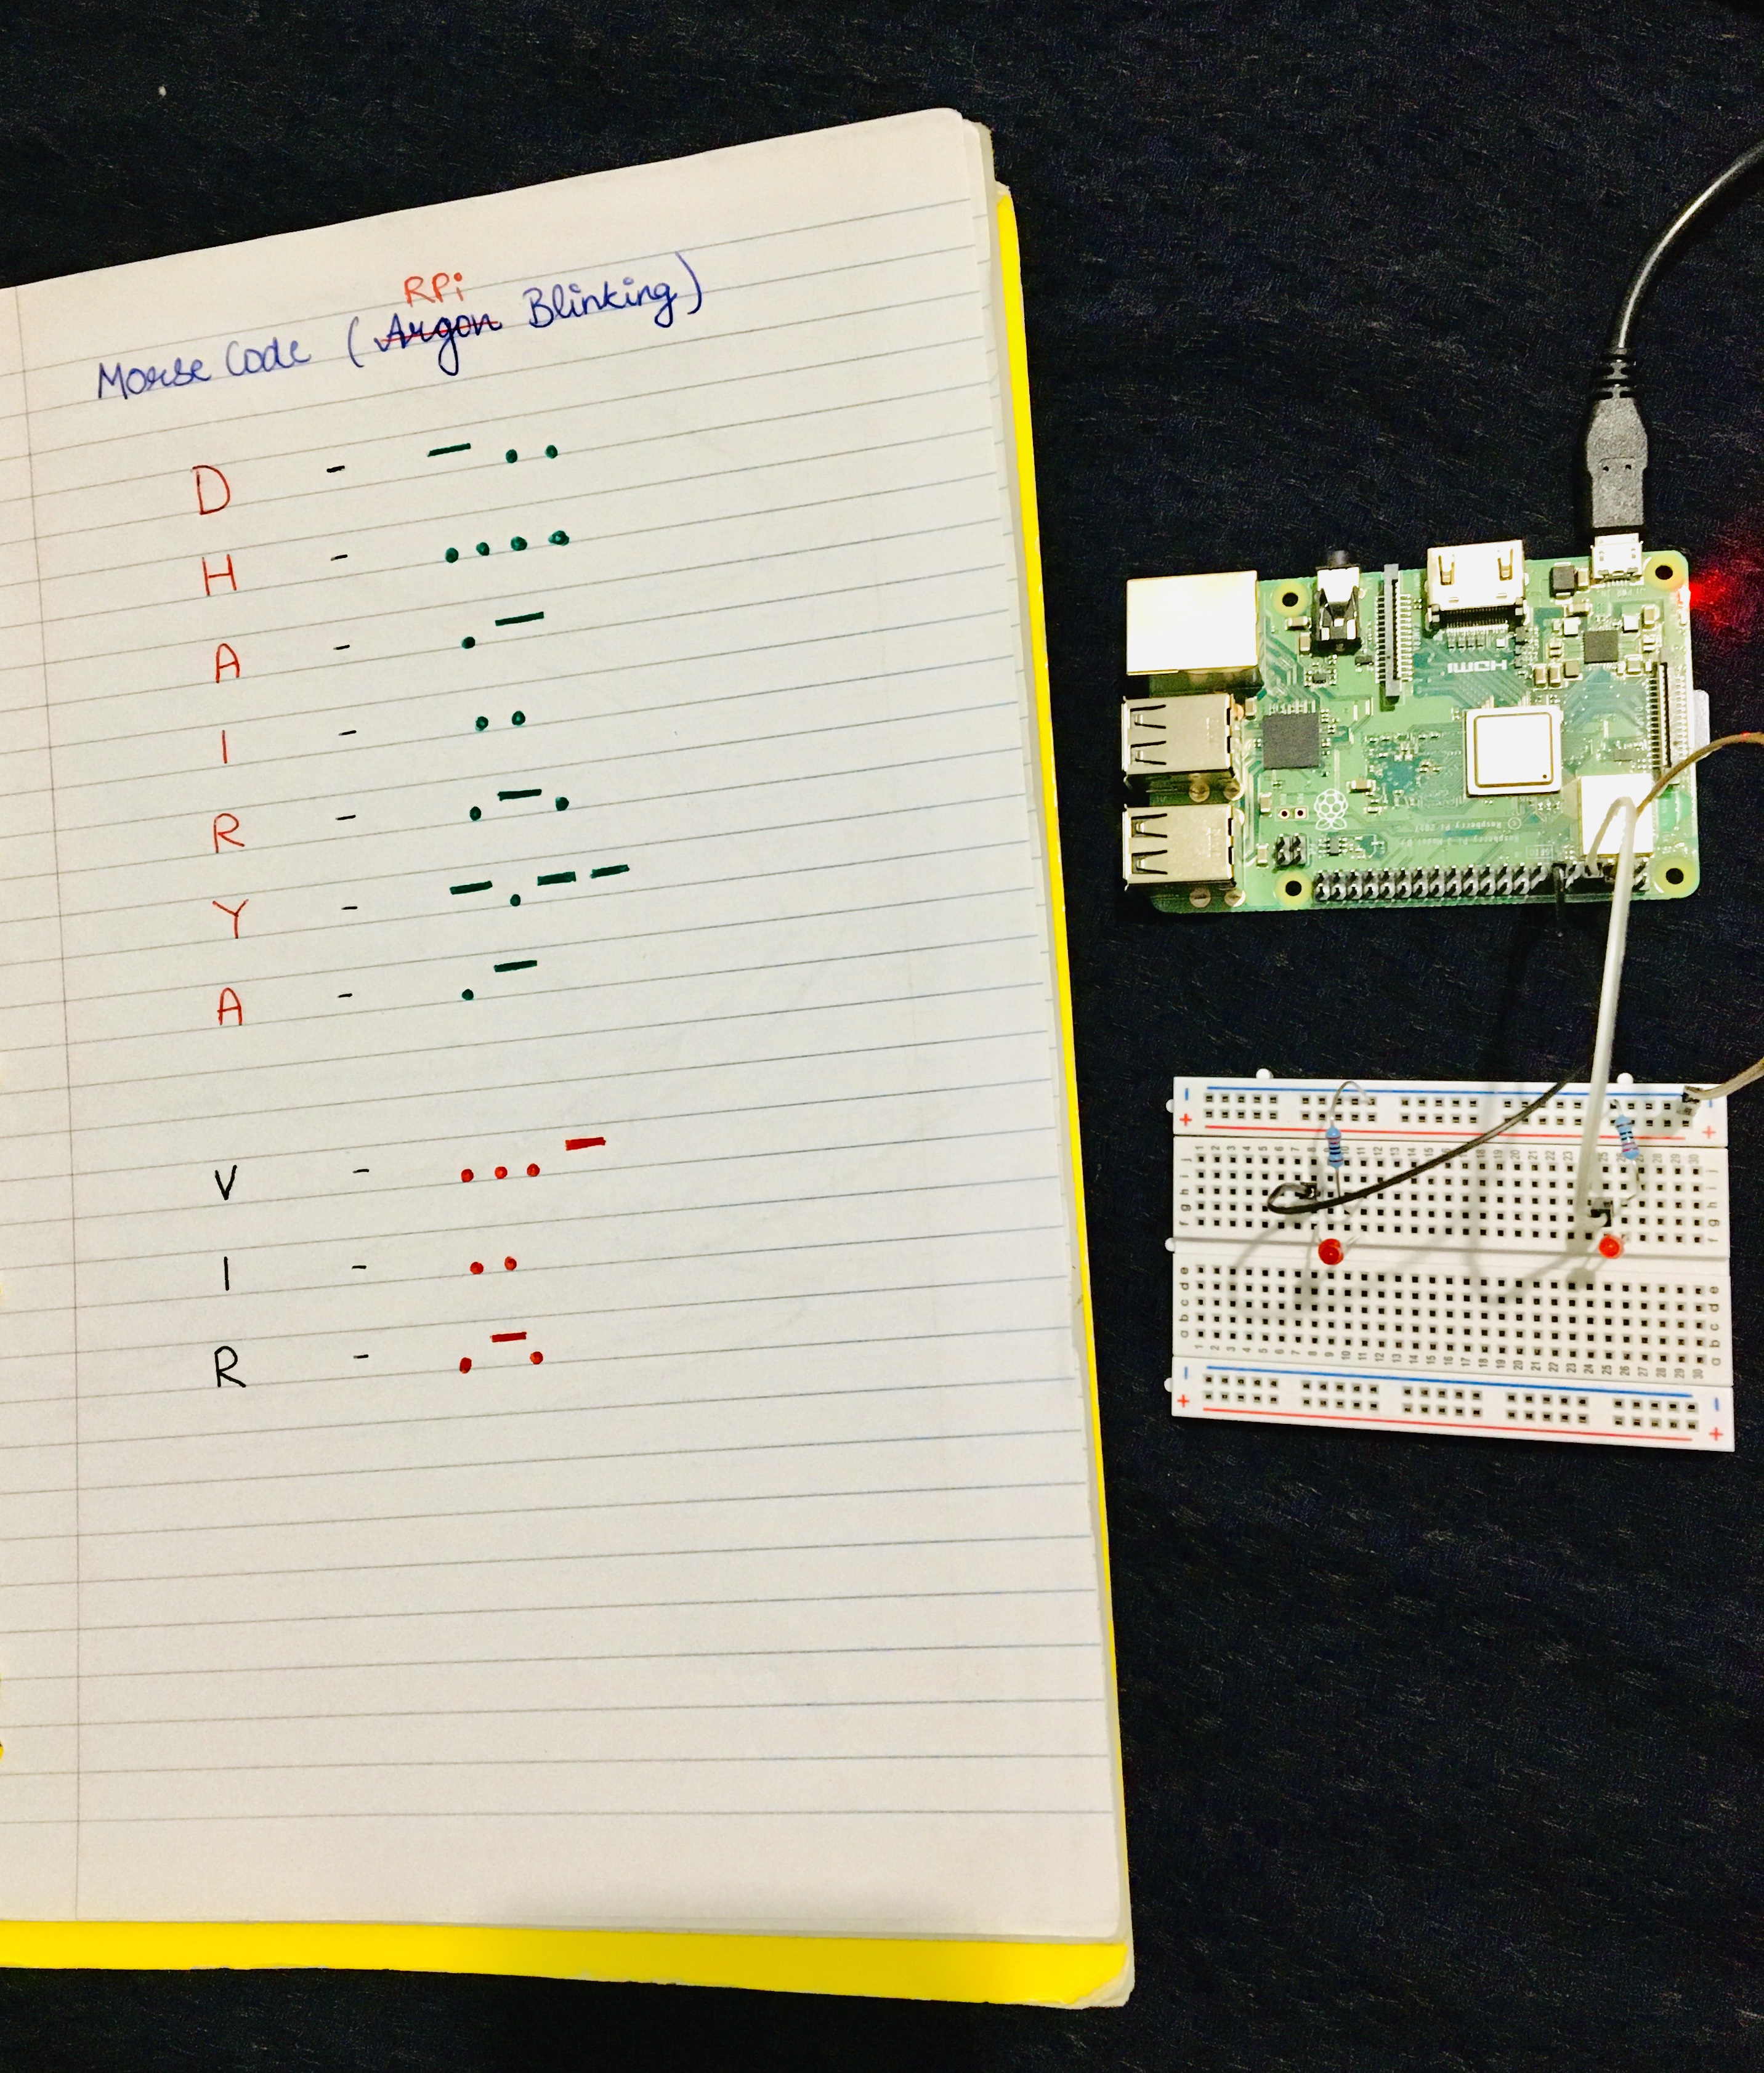 RPi
Morse Code (Argon Blinking)
D - — . .
H - . . . .
A - . —
I - . .
R - . — .
Y - — . — —
A - . —
V - . . . —
I - . .
R - . — .
HDMI